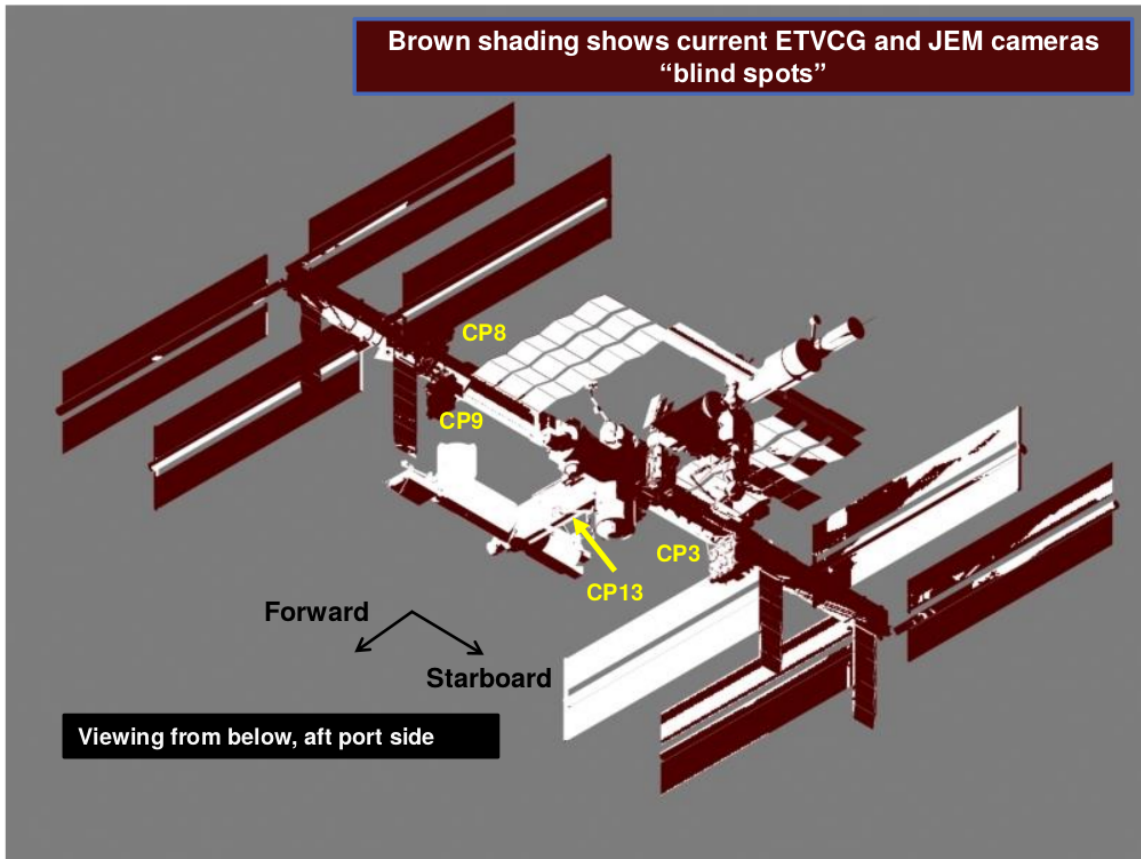 Brown shading shows current ETVCG and JEM cameras
“blind spots”
CP8
CP9
CP3
CP13
Forward
Starboard
Viewing from below, aft port side